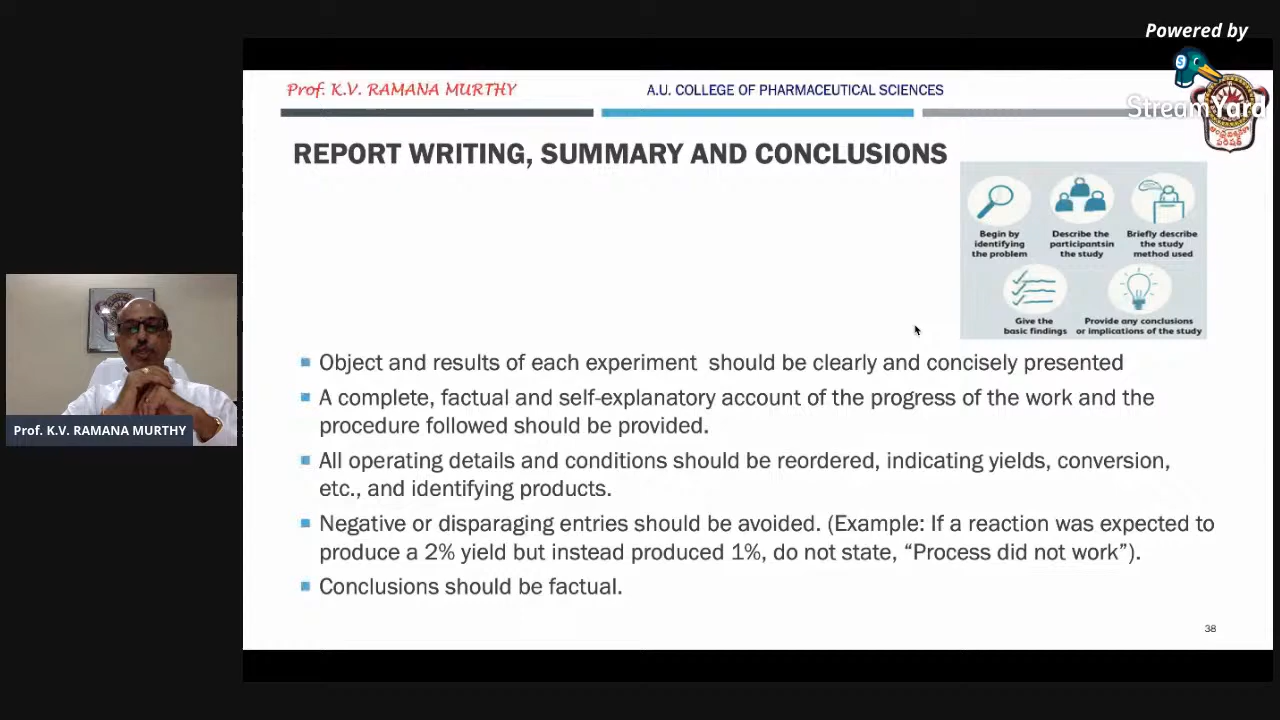 Powered by
StreamYard
Prof. K.V. RAMANA MURTHY
A.U. COLLEGE OF PHARMACEUTICAL SCIENCES
REPORT WRITING, SUMMARY AND CONCLUSIONS
Begin by
identifying
the problem
Describe the
participantsin
the study
Briefly describe
the study
method used
Give the
basic findings
Provide any conclusions
or implications of the study
Object and results of each experiment should be clearly and concisely presented
A complete, factual and self-explanatory account of the progress of the work and the
procedure followed should be provided.
All operating details and conditions should be reordered, indicating yields, conversion,
etc., and identifying products.
Negative or disparaging entries should be avoided. (Example: If a reaction was expected to
produce a 2% yield but instead produced 1%, do not state, “Process did not work”).
Conclusions should be factual.
38
Prof. K.V. RAMANA MURTHY